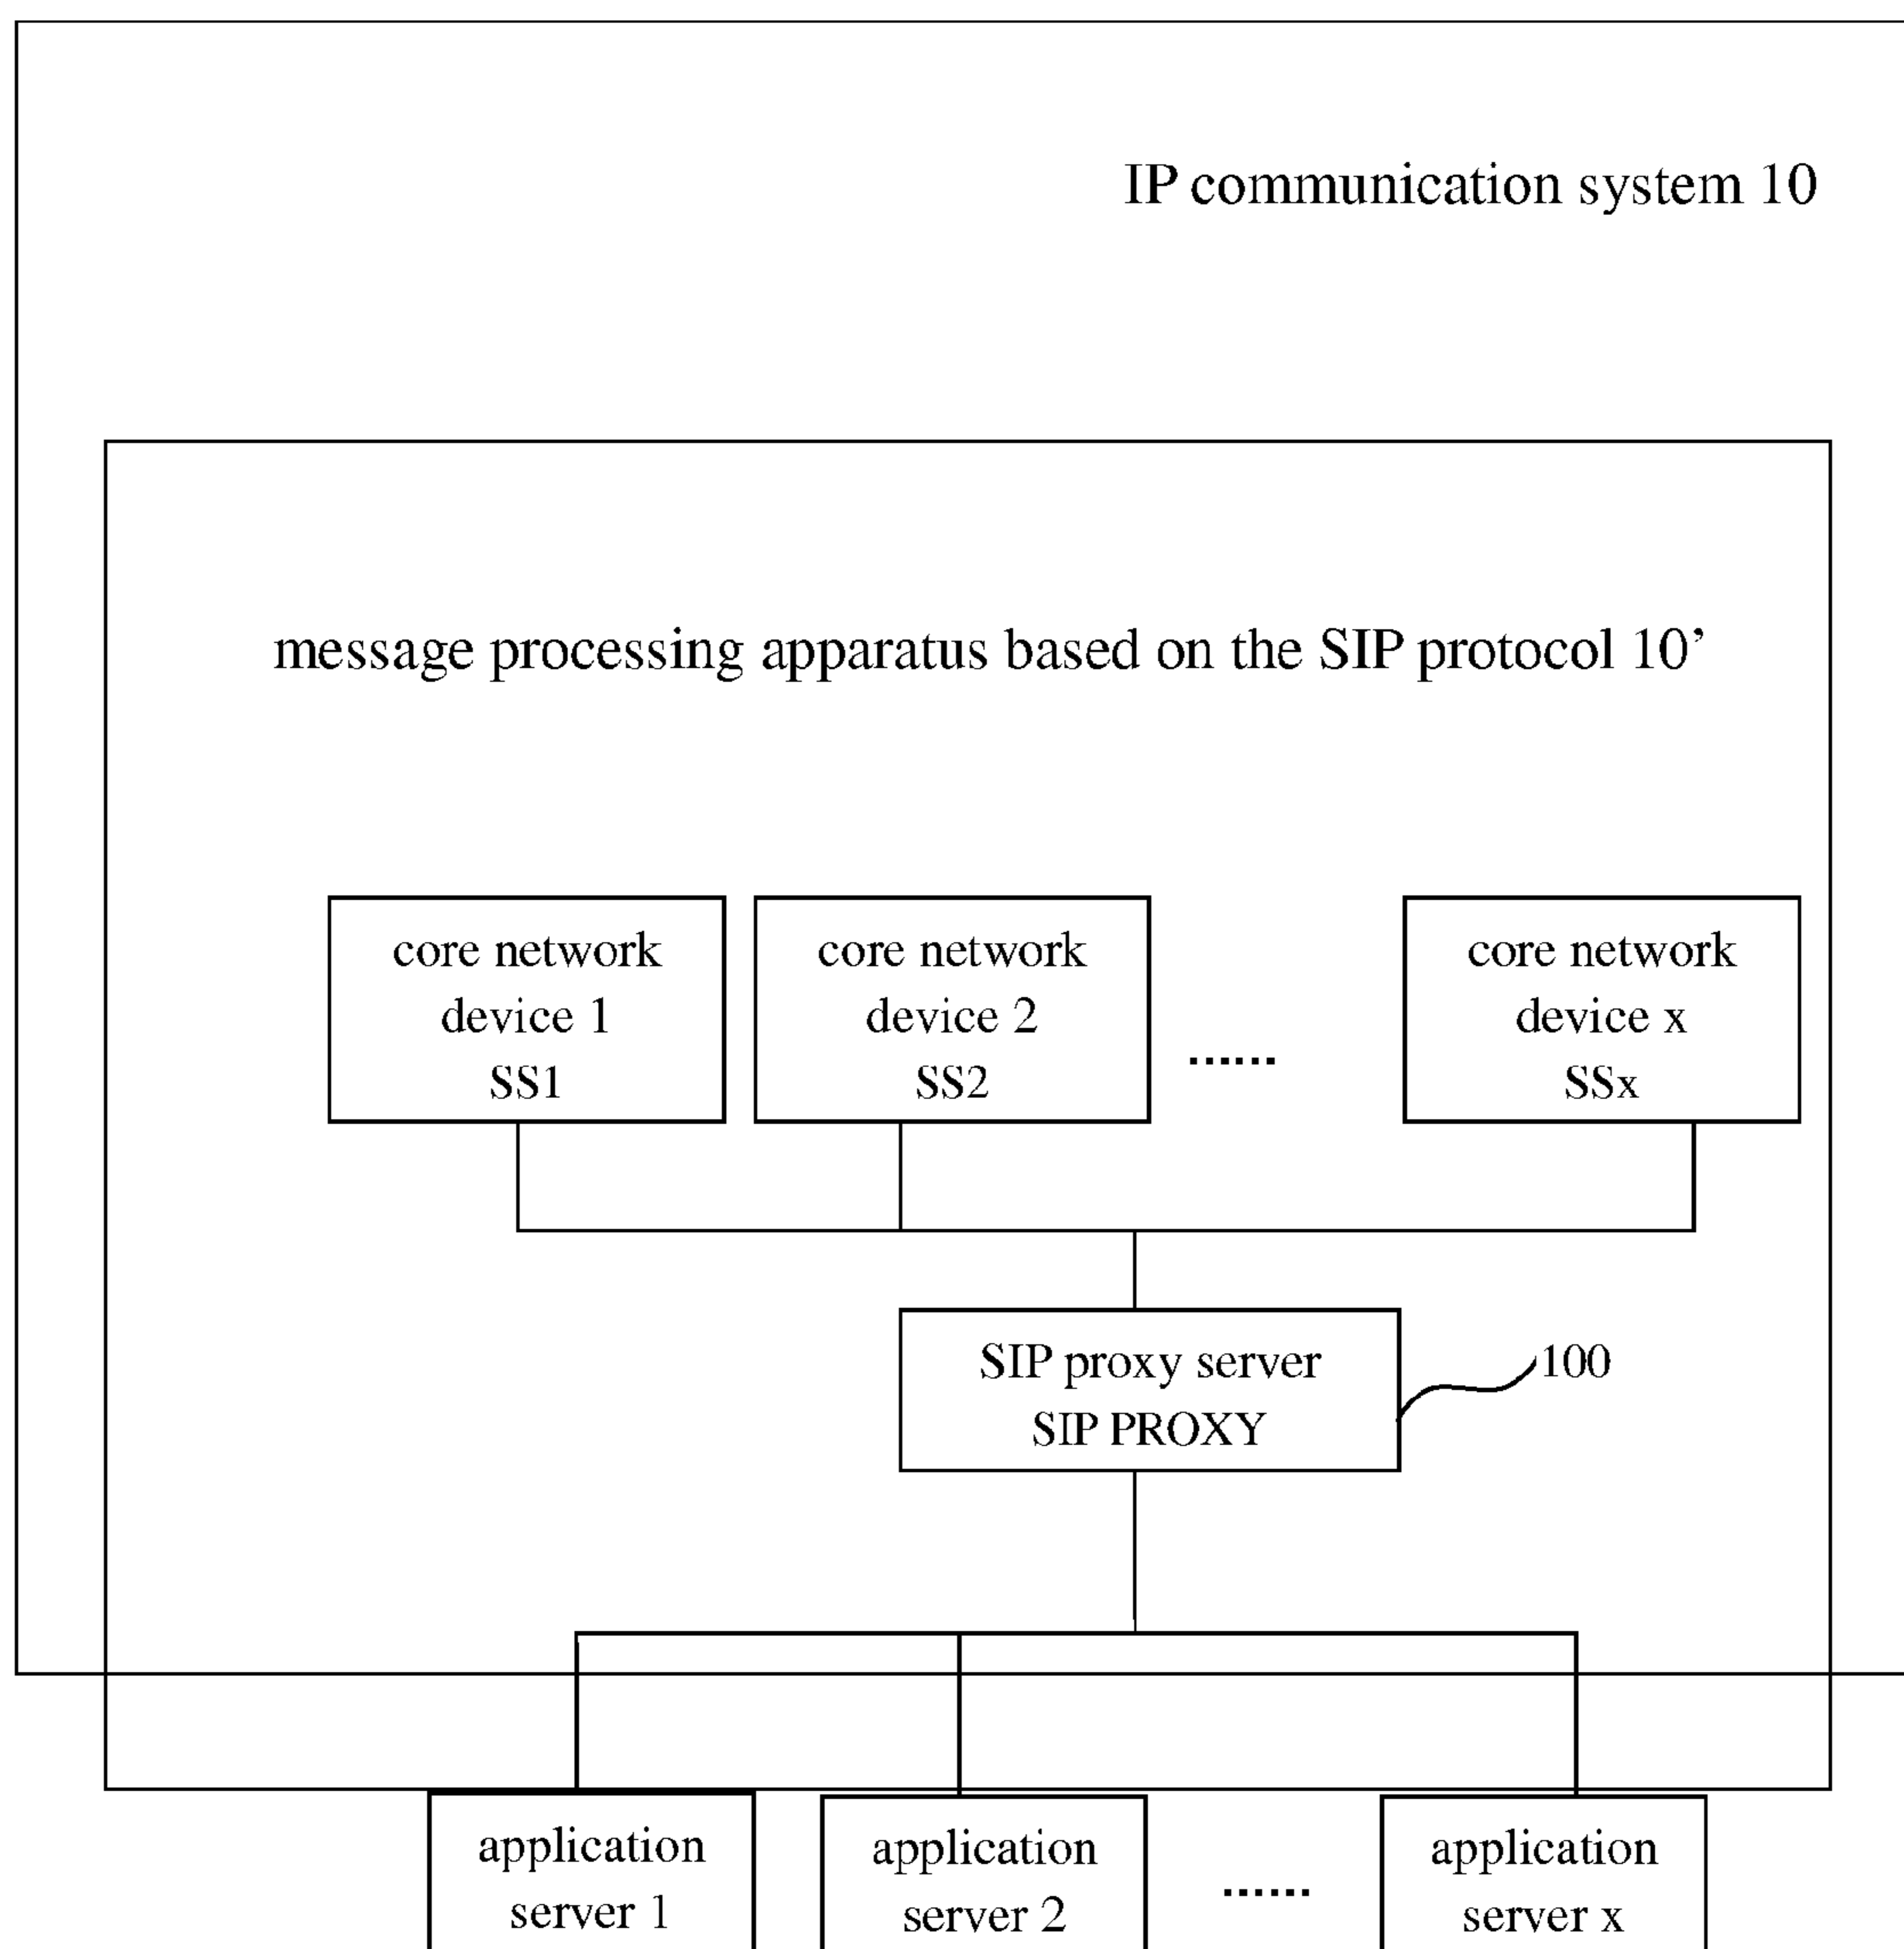 IP communication system 10
message processing apparatus based on the SIP protocol 10’
core network
device 1
SS1
core network
device 2
SS2
......
core network
device x
SSx
SIP proxy server
SIP PROXY
100
application
server 1
application
server 2
......
application
server x